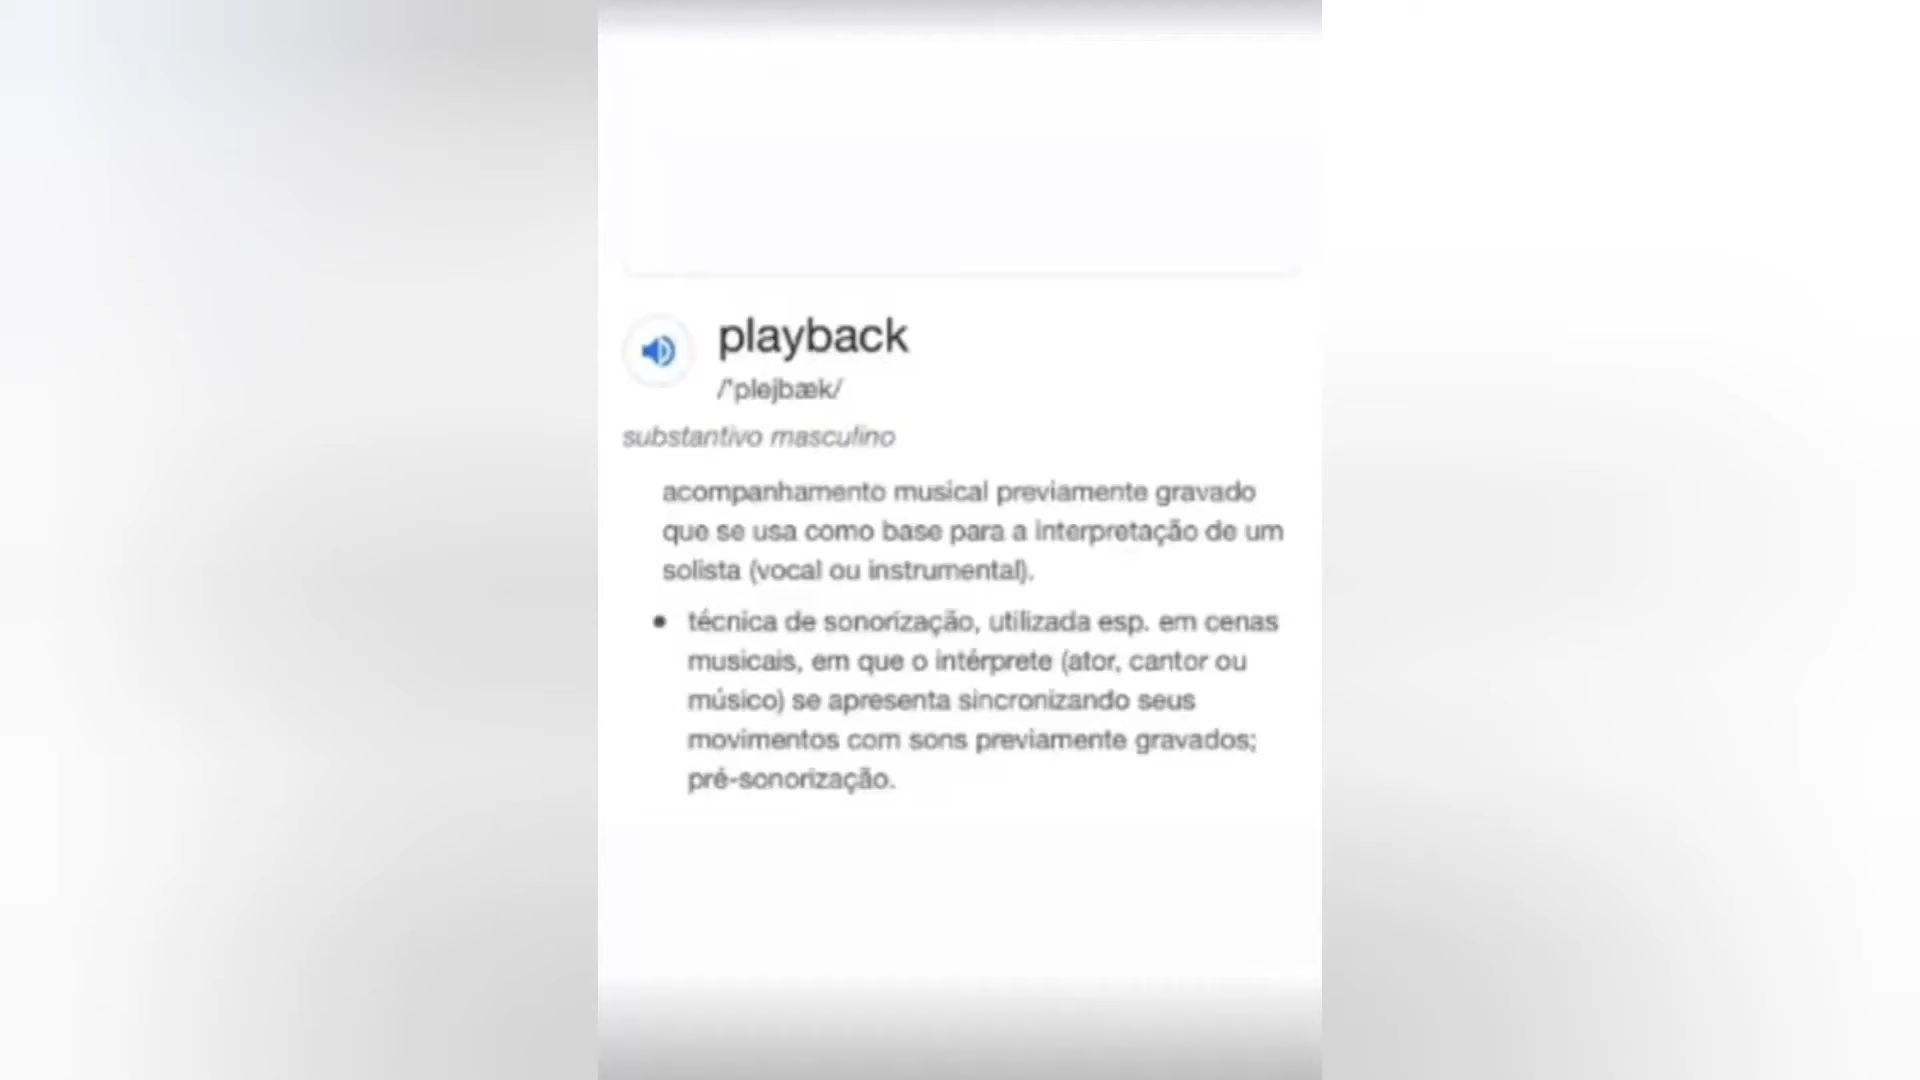 playback
/'plejbæk/
substantivo masculino
acompanhamento musical previamente gravado
que se usa como base para a interpretação de um
solista (vocal ou instrumental).
• técnica de sonorização, utilizada esp. em cenas
musicais, em que o intérprete (ator, cantor ou
músico) se apresenta sincronizando seus
movimentos com sons previamente gravados;
pré-sonorização.